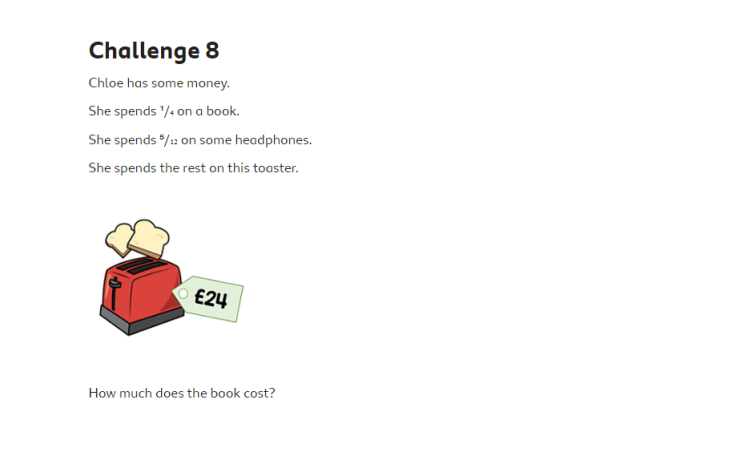 Challenge 8
Chloe has some money.
She spends ¹/₄ on a book.
She spends ⁵/₁₂ on some headphones.
She spends the rest on this toaster.
£24
How much does the book cost?